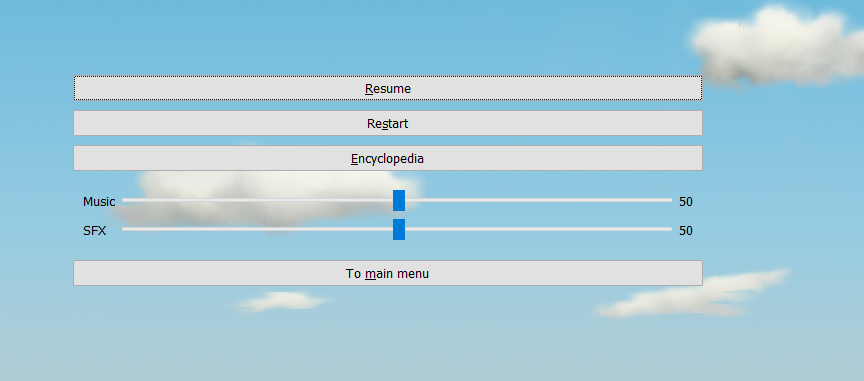 Resume
Restart
Encyclopedia
Music 50
SFX 50
To main menu